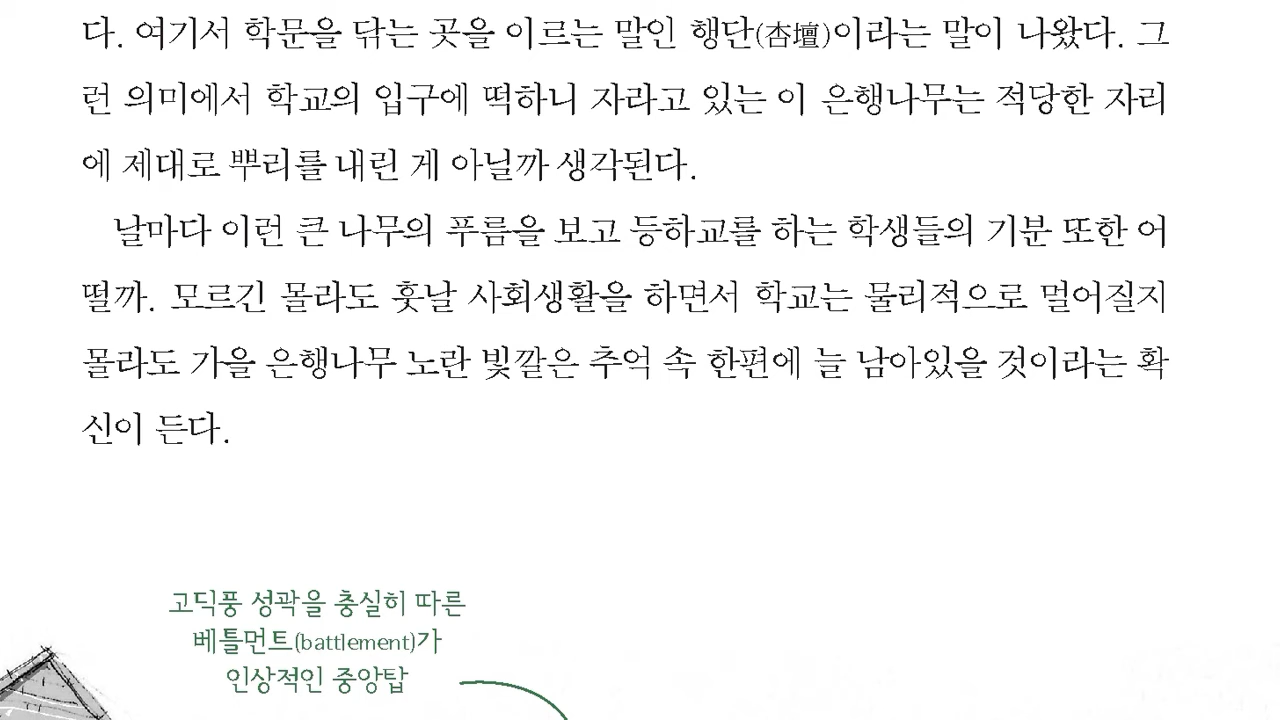 다. 여기서 학문을 닦는 곳을 이르는 말인 행단(杏壇)이라는 말이 나왔다. 그
런 의미에서 학교의 입구에 떡하니 자라고 있는 이 은행나무는 적당한 자리
에 제대로 뿌리를 내린 게 아닐까 생각된다.
날마다 이런 큰 나무의 푸름을 보고 등하교를 하는 학생들의 기분 또한 어
떨까. 모르긴 몰라도 훗날 사회생활을 하면서 학교는 물리적으로 멀어질지
몰라도 가을 은행나무 노란 빛깔은 추억 속 한편에 늘 남아있을 것이라는 확
신이 든다.
고딕풍 성곽을 충실히 따른
베틀먼트(battlement)가
인상적인 중앙탑